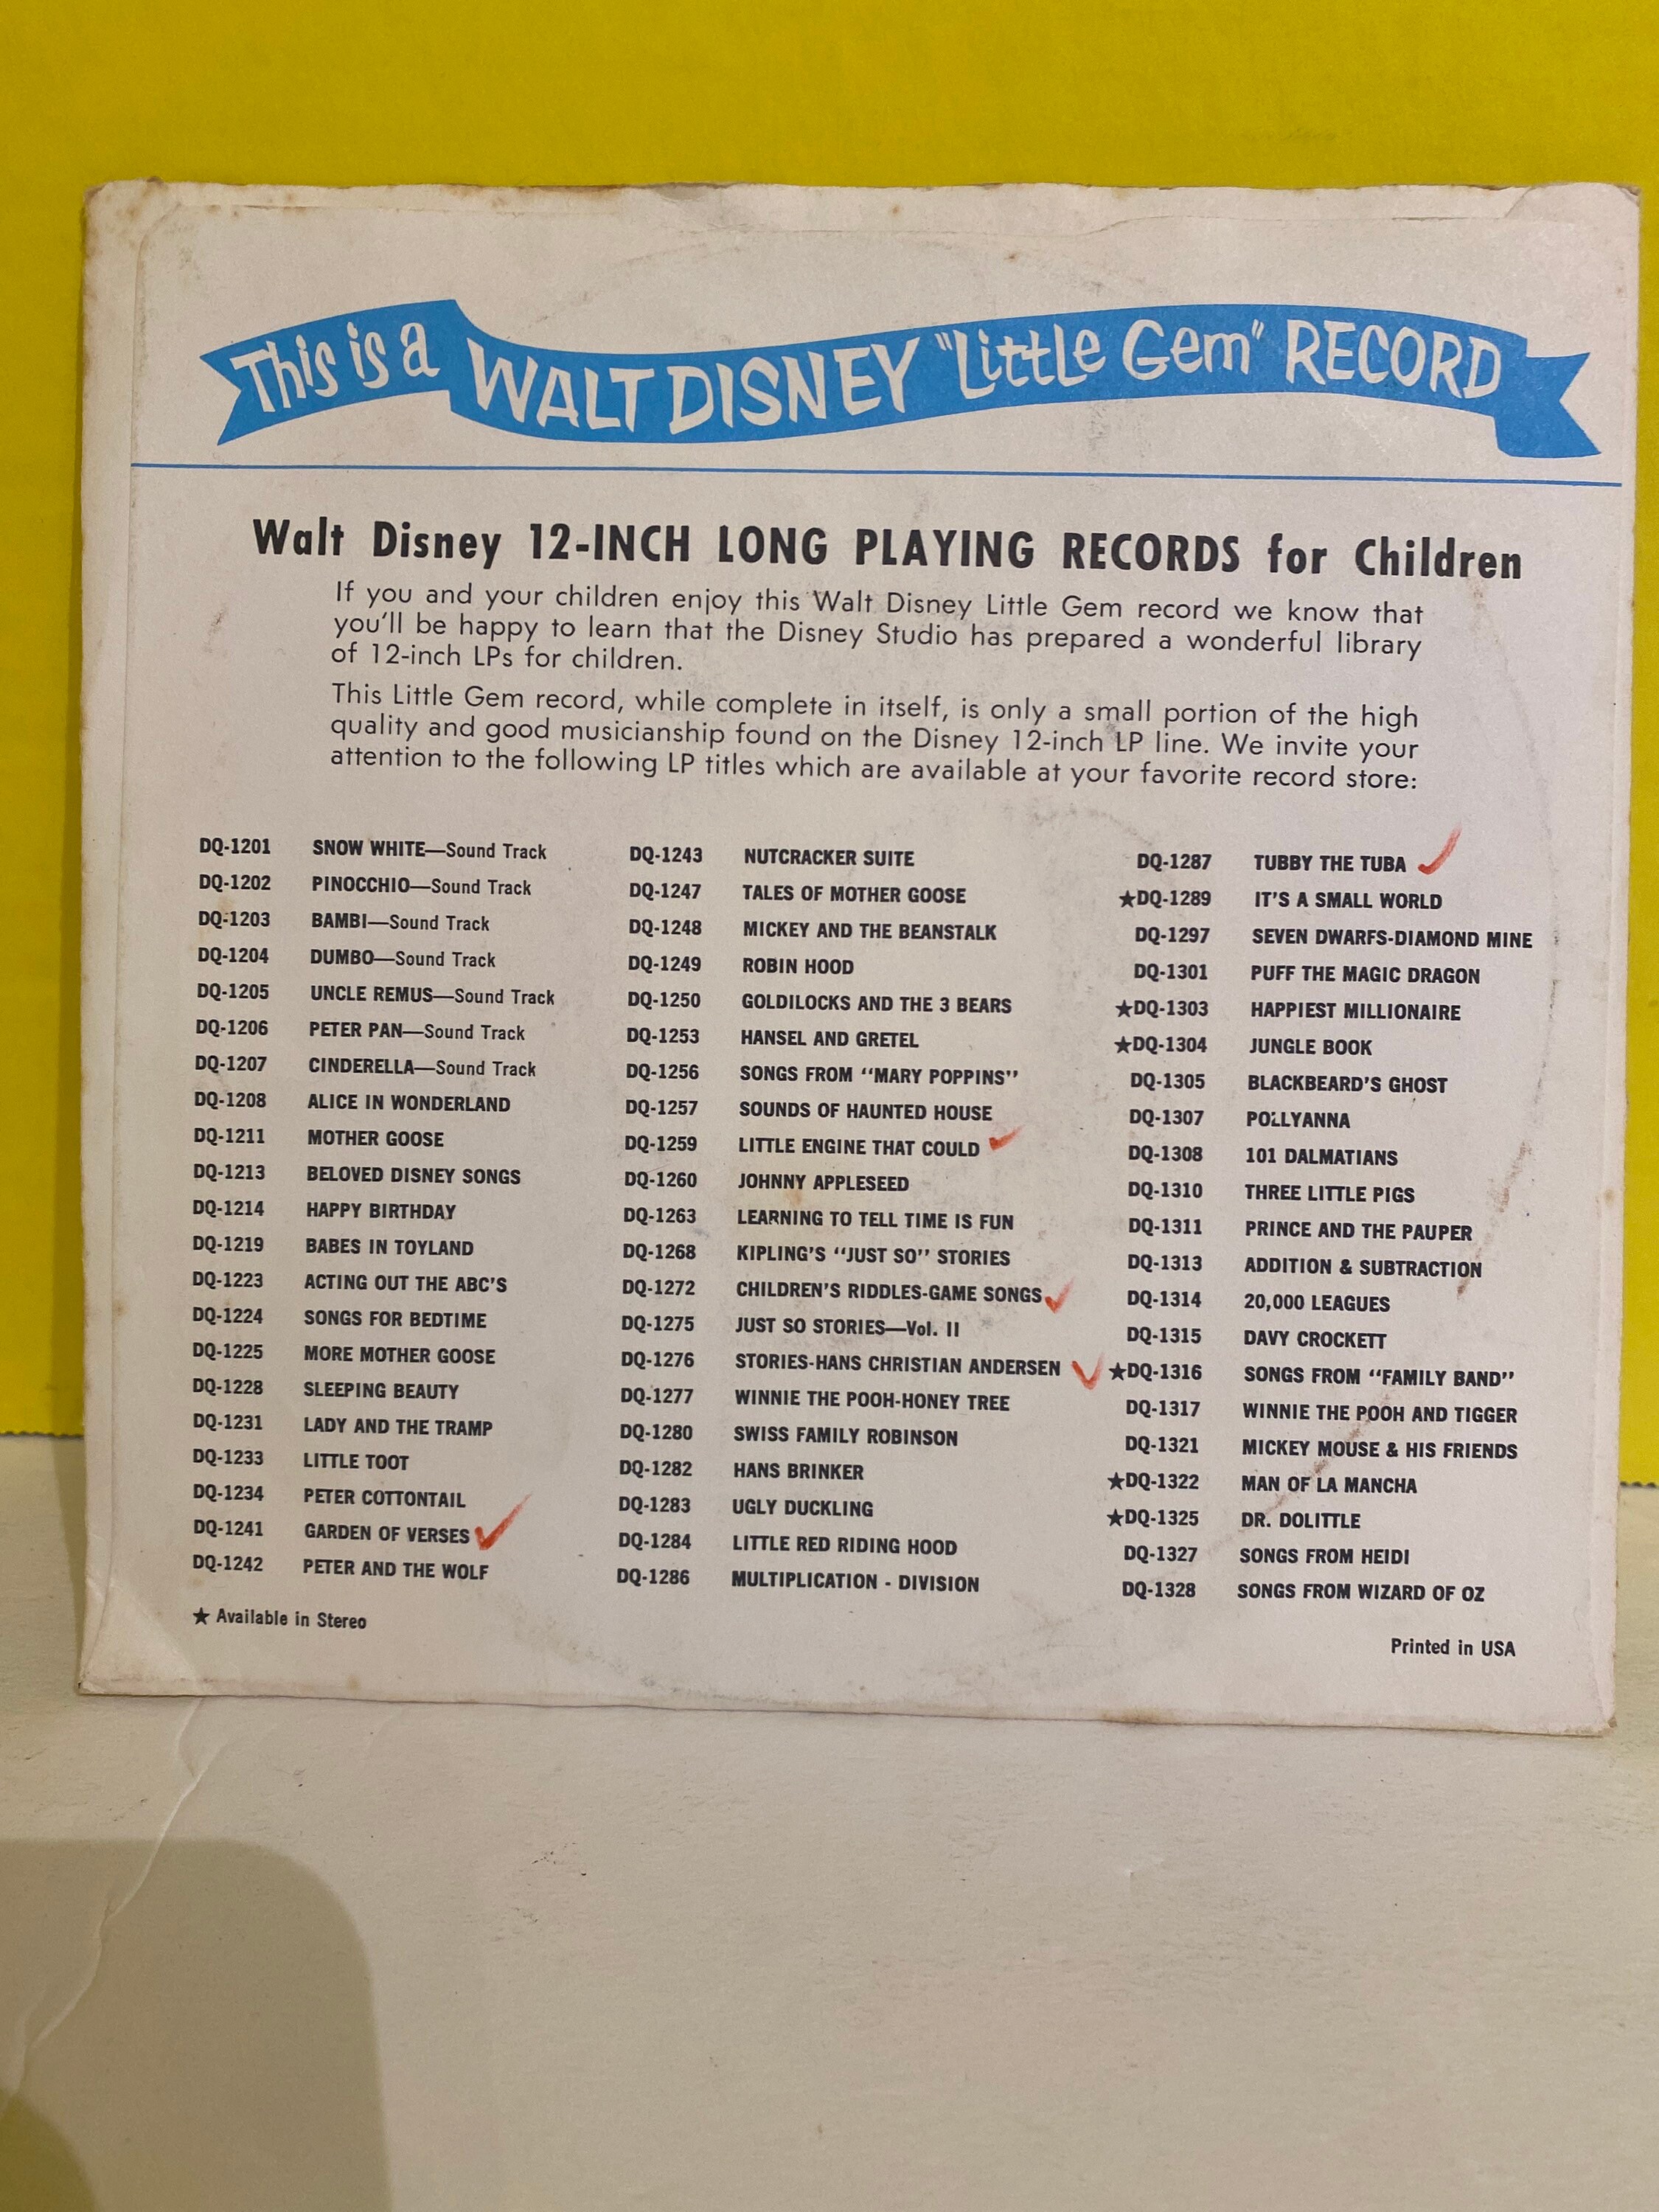 This is a WALT DISNEY "Little Gem" RECORD
Walt Disney 12-INCH LONG PLAYING RECORDS for Children
If you and your children enjoy this Walt Disney Little Gem record we know that
you'll be happy to learn that the Disney Studio has prepared a wonderful library
of 12-inch LPs for children.
This Little Gem record, while complete in itself, is only a small portion of the high
quality and good musicianship found on the Disney 12-inch LP line. We invite your
attention to the following LP titles which are available at your favorite record store:
DQ-1201 SNOW WHITE—Sound Track
DQ-1202 PINOCCHIO—Sound Track
DQ-1203 BAMBI—Sound Track
DQ-1204 DUMBO—Sound Track
DQ-1205 UNCLE REMUS—Sound Track
DQ-1206 PETER PAN—Sound Track
DQ-1207 CINDERELLA—Sound Track
DQ-1208 ALICE IN WONDERLAND
DQ-1211 MOTHER GOOSE
DQ-1213 BELOVED DISNEY SONGS
DQ-1214 HAPPY BIRTHDAY
DQ-1219 BABES IN TOYLAND
DQ-1223 ACTING OUT THE ABC'S
DQ-1224 SONGS FOR BEDTIME
DQ-1225 MORE MOTHER GOOSE
DQ-1228 SLEEPING BEAUTY
DQ-1231 LADY AND THE TRAMP
DQ-1233 LITTLE TOOT
DQ-1234 PETER COTTONTAIL
DQ-1241 GARDEN OF VERSES
DQ-1242 PETER AND THE WOLF
DQ-1243 NUTCRACKER SUITE
DQ-1247 TALES OF MOTHER GOOSE
DQ-1248 MICKEY AND THE BEANSTALK
DQ-1249 ROBIN HOOD
DQ-1250 GOLDILOCKS AND THE 3 BEARS
DQ-1253 HANSEL AND GRETEL
DQ-1256 SONGS FROM "MARY POPPINS"
DQ-1257 SOUNDS OF HAUNTED HOUSE
DQ-1259 LITTLE ENGINE THAT COULD
DQ-1260 JOHNNY APPLESEED
DQ-1263 LEARNING TO TELL TIME IS FUN
DQ-1268 KIPLING'S "JUST SO" STORIES
DQ-1272 CHILDREN'S RIDDLES-GAME SONGS
DQ-1275 JUST SO STORIES—Vol. II
DQ-1276 STORIES-HANS CHRISTIAN ANDERSEN
DQ-1277 WINNIE THE POOH-HONEY TREE
DQ-1280 SWISS FAMILY ROBINSON
DQ-1282 HANS BRINKER
DQ-1283 UGLY DUCKLING
DQ-1284 LITTLE RED RIDING HOOD
DQ-1286 MULTIPLICATION - DIVISION
DQ-1287 TUBBY THE TUBA
★DQ-1289 IT'S A SMALL WORLD
DQ-1297 SEVEN DWARFS-DIAMOND MINE
DQ-1301 PUFF THE MAGIC DRAGON
★DQ-1303 HAPPIEST MILLIONAIRE
★DQ-1304 JUNGLE BOOK
DQ-1305 BLACKBEARD'S GHOST
DQ-1307 POLLYANNA
DQ-1308 101 DALMATIANS
DQ-1310 THREE LITTLE PIGS
DQ-1311 PRINCE AND THE PAUPER
DQ-1313 ADDITION & SUBTRACTION
DQ-1314 20,000 LEAGUES
DQ-1315 DAVY CROCKETT
★DQ-1316 SONGS FROM "FAMILY BAND"
DQ-1317 WINNIE THE POOH AND TIGGER
DQ-1321 MICKEY MOUSE & HIS FRIENDS
★DQ-1322 MAN OF LA MANCHA
★DQ-1325 DR. DOLITTLE
DQ-1327 SONGS FROM HEIDI
DQ-1328 SONGS FROM WIZARD OF OZ
★ Available in Stereo
Printed in USA